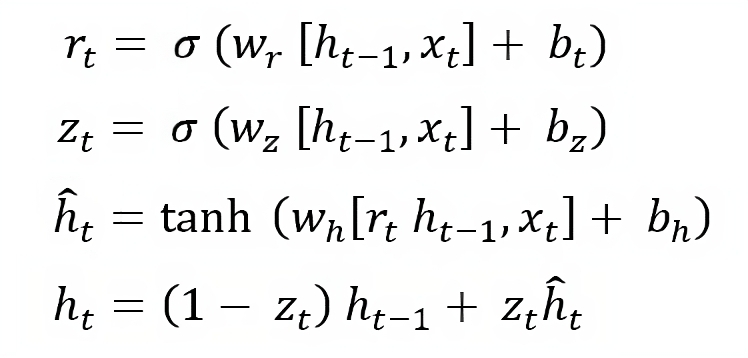 r_t = σ (w_r [h_{t−1}, x_t] + b_t)
z_t = σ (w_z [h_{t−1}, x_t] + b_z)
ĥ_t = tanh (w_h[r_t h_{t−1}, x_t] + b_h)
h_t = (1 − z_t) h_{t−1} + z_t ĥ_t